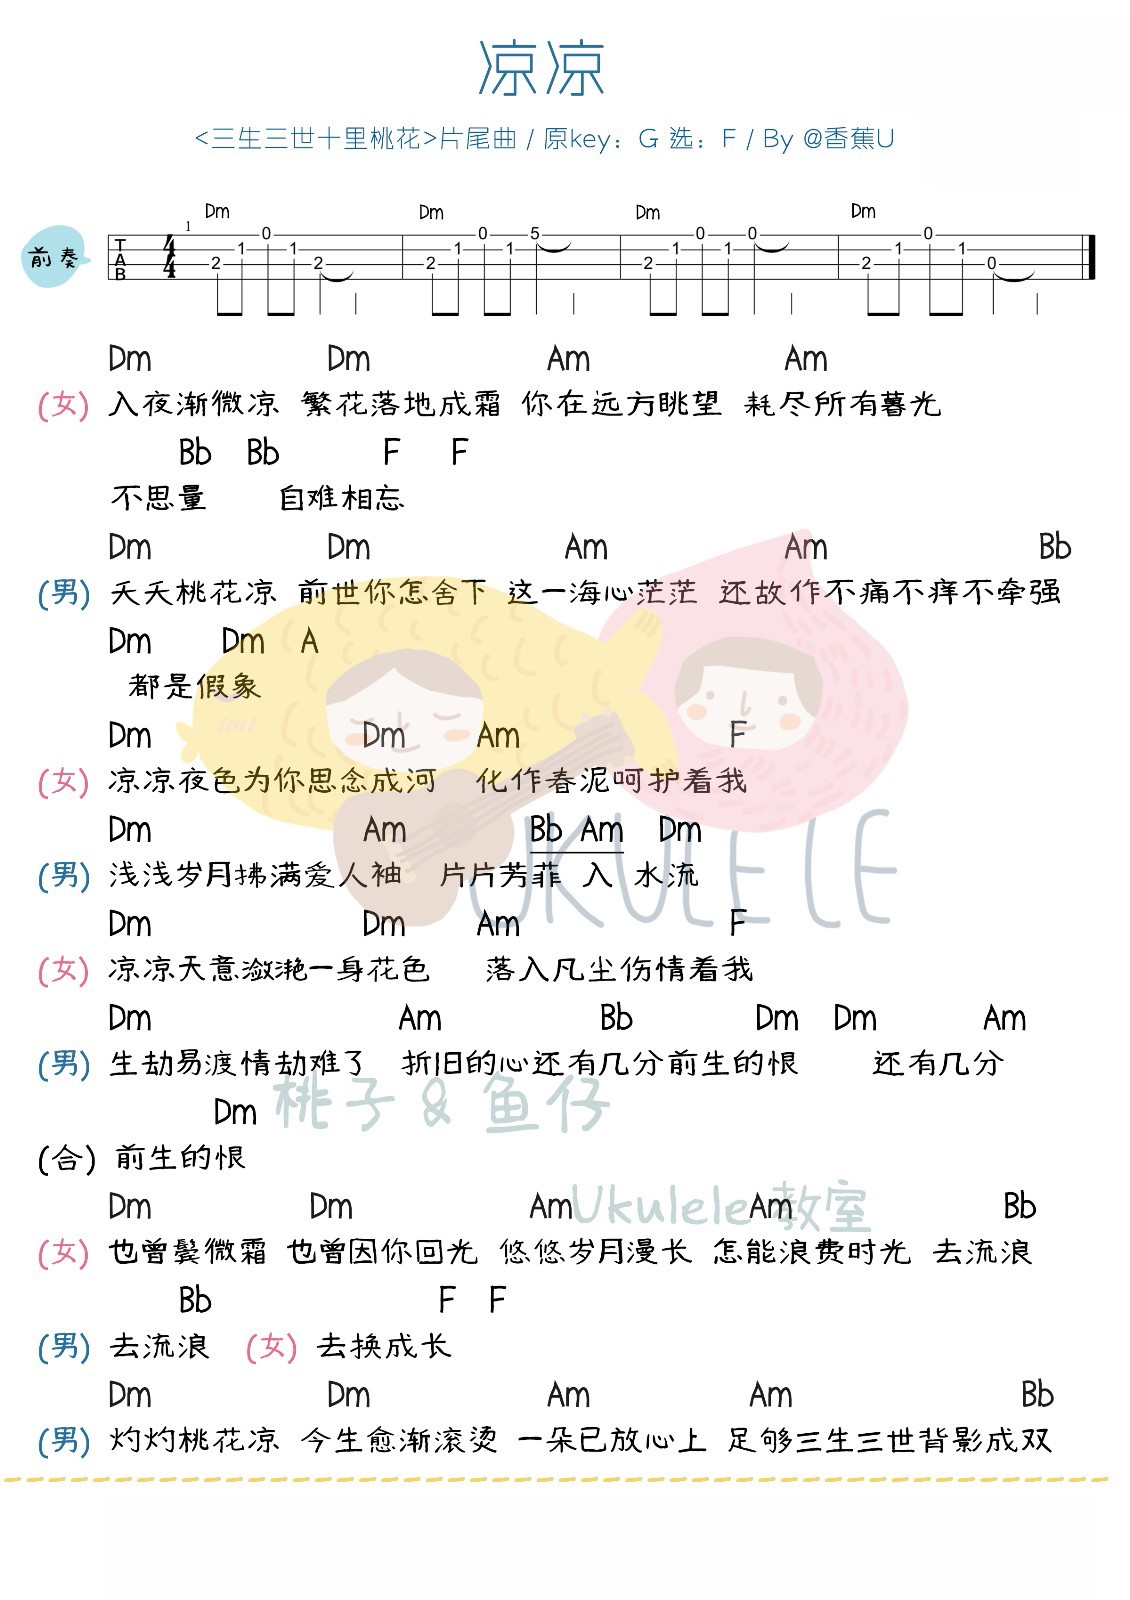 凉凉
<三生三世十里桃花>片尾曲 / 原key：G 选：F / By @香蕉U
Dm Dm Dm Dm
前奏 1 T A B 4 4 2 1 0 1 2 2 1 0 1 5 2 1 0 1 0 2 1 0 1 0
Dm Dm Am Am
(女) 入夜渐微凉 繁花落地成霜 你在远方眺望 耗尽所有暮光
Bb Bb F F
不思量 自难相忘
Dm Dm Am Am Bb
(男) 夭夭桃花凉 前世你怎舍下 这一海心茫茫 还故作不痛不痒不牵强
Dm Dm A
都是假象
Dm Dm Am F
(女) 凉凉夜色为你思念成河 化作春泥呵护着我
Dm Am Bb Am Dm
(男) 浅浅岁月拂满爱人袖 片片芳菲 入 水流
UKULELE
Dm Dm Am F
(女) 凉凉天意潋滟一身花色 落入凡尘伤情着我
Dm Am Bb Dm Dm Am
(男) 生劫易渡情劫难了 折旧的心还有几分前生的恨 还有几分
Dm
桃子 & 鱼仔
(合) 前生的恨
Dm Dm Am Am Bb
Ukulele 教室
(女) 也曾鬓微霜 也曾因你回光 悠悠岁月漫长 怎能浪费时光 去流浪
Bb F F
(男) 去流浪 (女) 去换成长
Dm Dm Am Am Bb
(男) 灼灼桃花凉 今生愈渐滚烫 一朵已放心上 足够三生三世背影成双